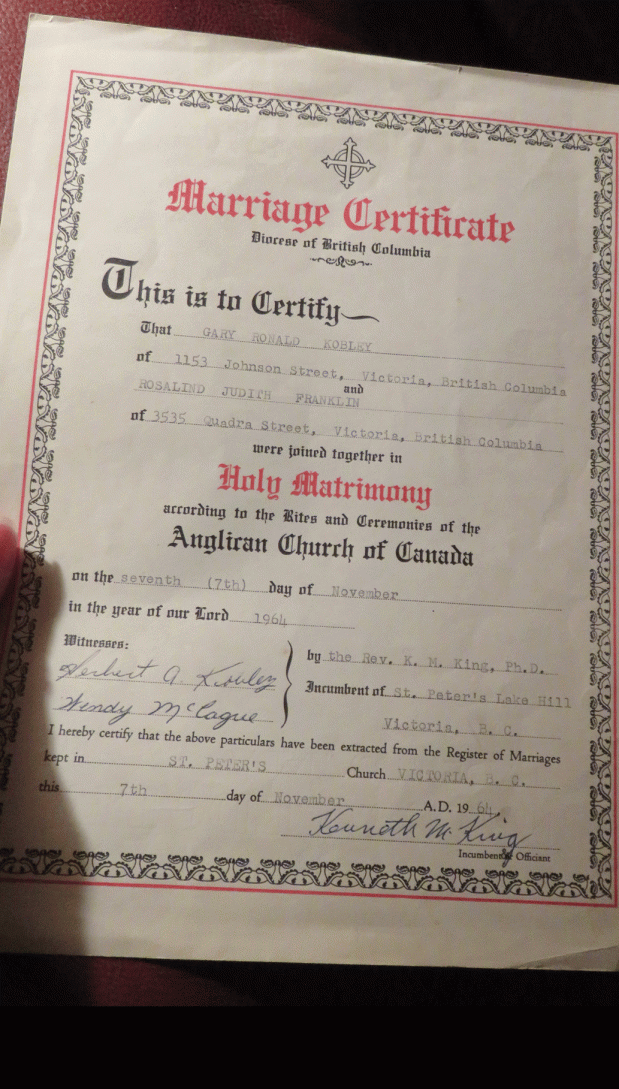 Marriage Certificate
Diocese of British Columbia
This is to Certify
That GARY RONALD KOBLEY
of 1153 Johnson Street, Victoria, British Columbia
and
ROSALIND JUDITH FRANKLIN
of 3535 Quadra Street, Victoria, British Columbia
were joined together in
Holy Matrimony
according to the Rites and Ceremonies of the
Anglican Church of Canada
on the seventh (7th) day of November
in the year of our Lord 1964
Witnesses:
Herbert A.
Wendy McCague
by the Rev. K. M. King, Ph.D.
Incumbent of St. Peter's Lake Hill
Victoria, B. C.
I hereby certify that the above particulars have been extracted from the Register of Marriages
kept in ST. PETER'S Church VICTORIA, B. C.
this 7th day of November A.D. 1964.
Kenneth M. King
Incumbent or Officiant